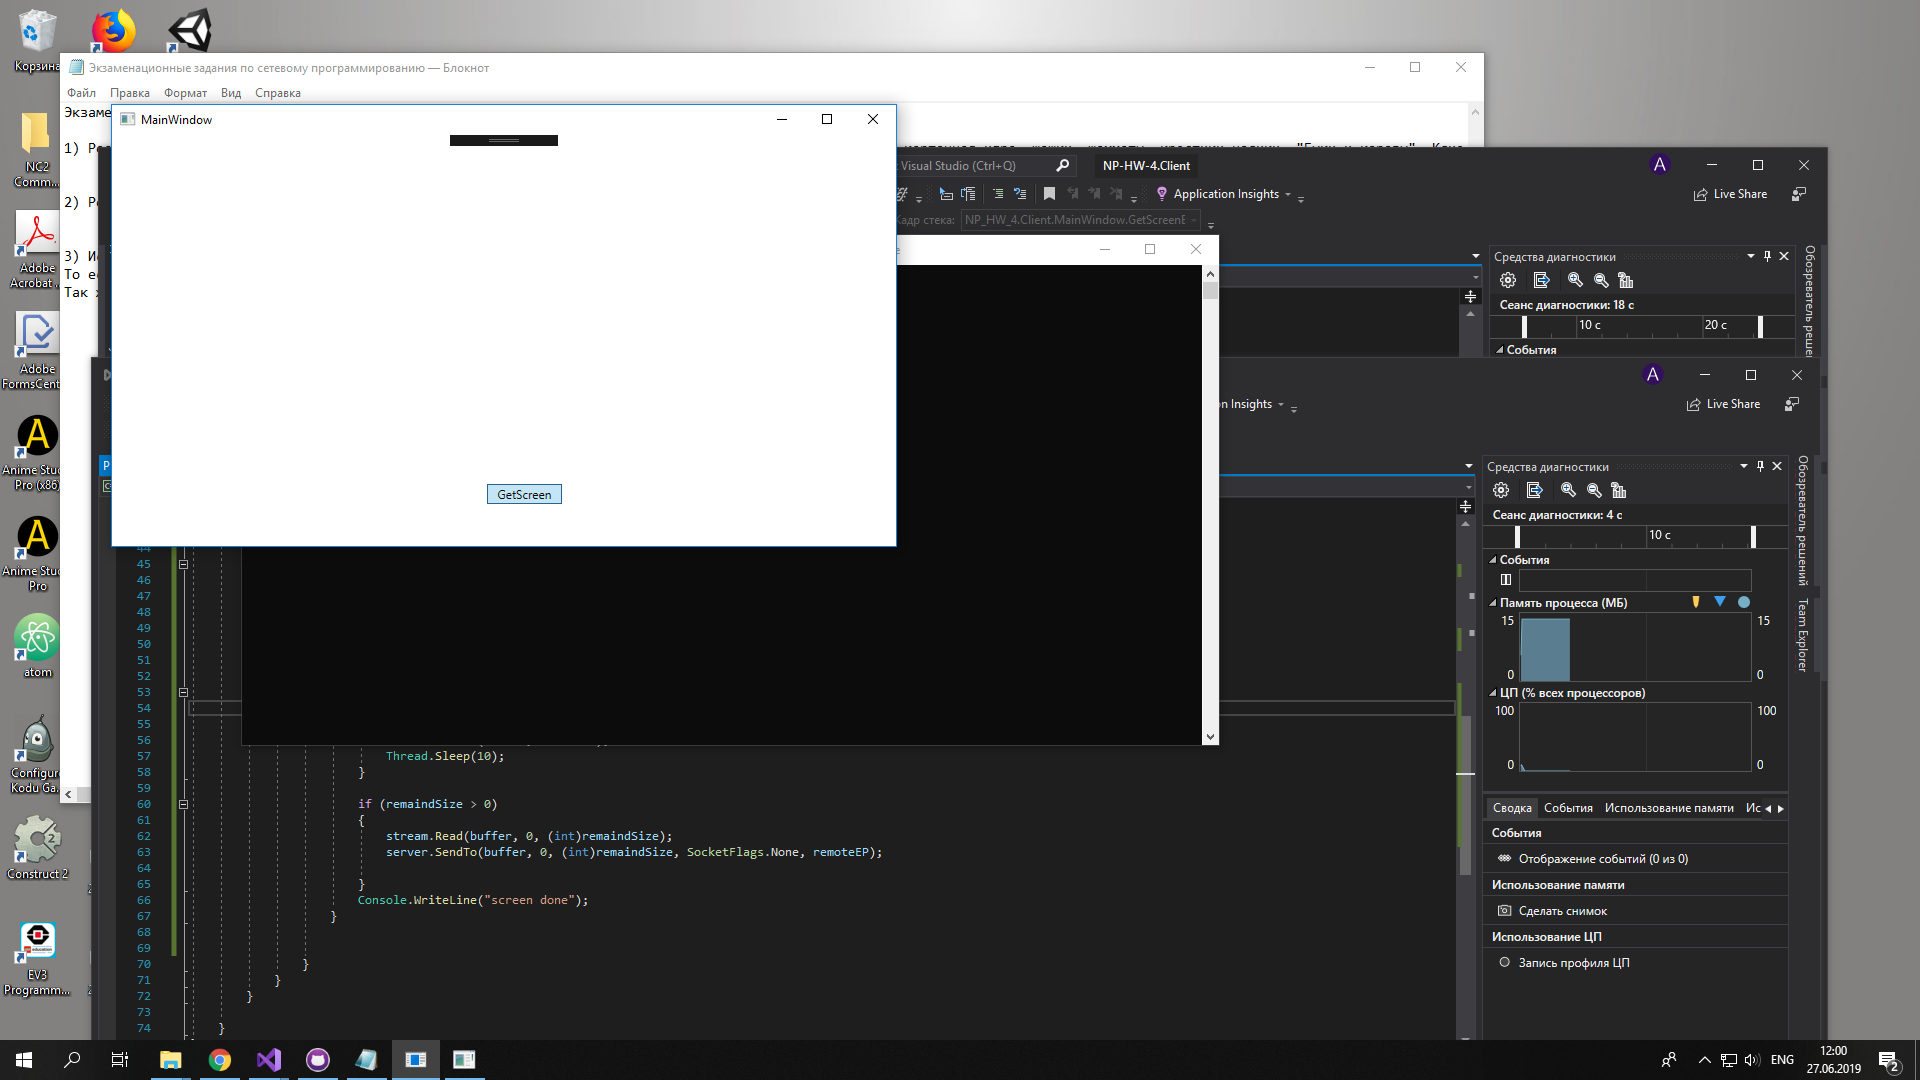 Корзина
NC2
Comm...
Adobe
Acrobat ...
Adobe
FormsCent
Anime Stu
Pro (x86)
Anime Stu
Pro
atom
Configure
Kodu Ga...
Construct 2
EV3
Programm...
Экзаменационные задания по сетевому программированию — Блокнот
Файл Правка Формат Вид Справка
Экзаме
1) Ре
2) Ре
То е
Так
MainWindow
GetScreen
Visual Studio (Ctrl+Q)
NP-HW-4.Client
A
Application Insights
Live Share
Кадр стека:
NP_HW_4.Client.MainWindow.GetScreenE
Средства диагностики
Сеанс диагностики: 18 с
10 с
20 с
События
A
n Insights
Live Share
Средства диагностики
Сеанс диагностики: 4 с
10 с
События
Память процесса (МБ)
15
15
0
0
ЦП (% всех процессоров)
100
100
0
0
Сводка События Использование памяти Ис
События
Отображение событий (0 из 0)
Использование памяти
Сделать снимок
Использование ЦП
Запись профиля ЦП
Обозреватель реше
Обозреватель решений
Team Explorer
44
45
46
47
48
49
50
51
52
53
54
55
56
57 Thread.Sleep(10);
58 }
59
60 if (remaindSize > 0)
61 {
62 stream.Read(buffer, 0, (int)remaindSize);
63 server.SendTo(buffer, 0, (int)remaindSize, SocketFlags.None, remoteEP);
64
65 }
66 Console.WriteLine("screen done");
67 }
68
69
70 }
71 }
72 }
73
74 }
ENG
12:00
27.06.2019
2